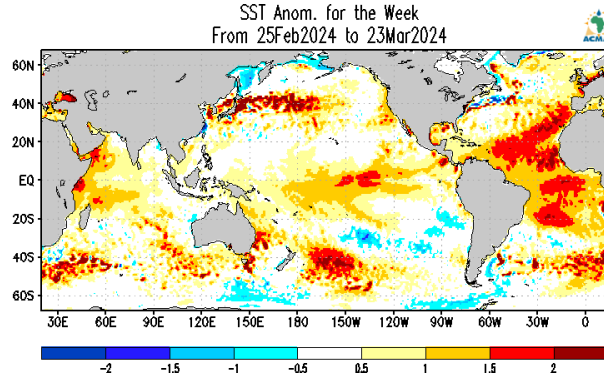 SST Anom. for the Week
From 25Feb2024 to 23Mar2024
60N
40N
20N
EQ
20S
40S
60S
30E 60E 90E 120E 150E 180 150W 120W 90W 60W 30W 0
-2 -1.5 -1 -0.5 0.5 1 1.5 2